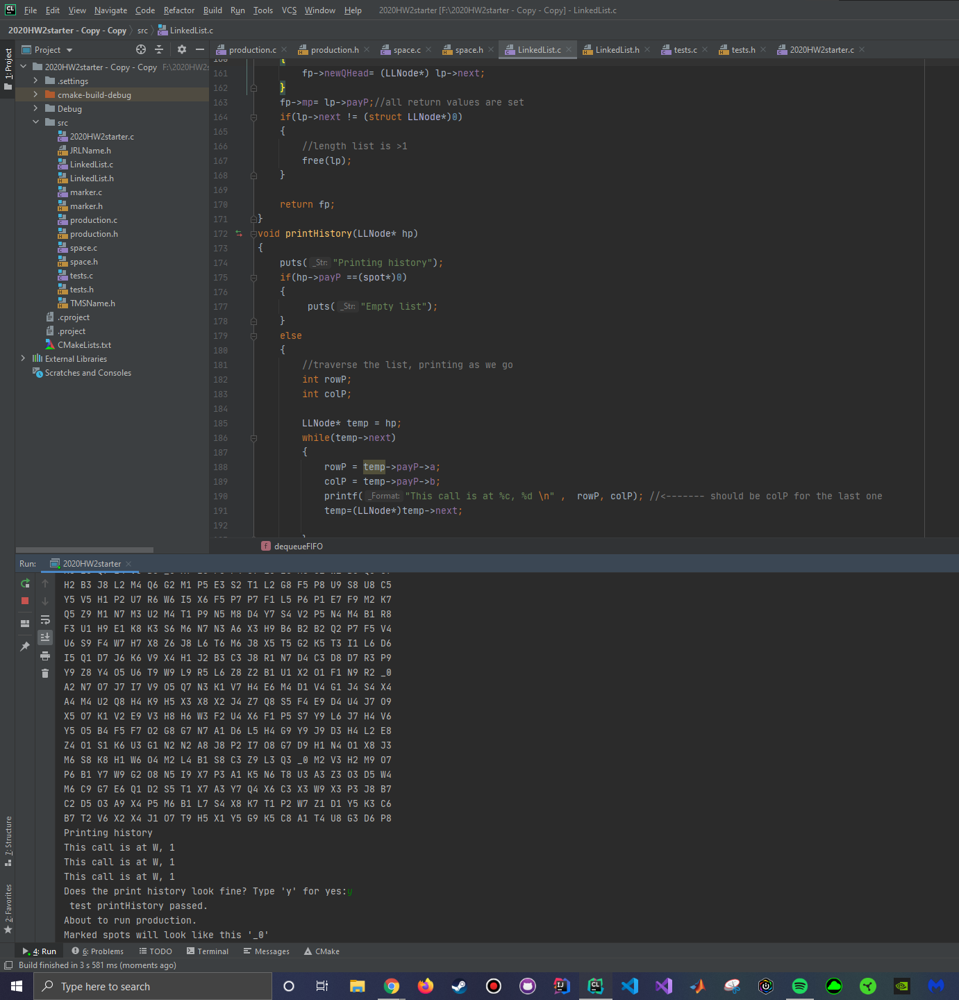 CL File Edit View Navigate Code Refactor Build Run Tools VCS Window Help 2020HW2starter [F:\2020HW2starter - Copy - Copy] - LinkedList.c
2020HW2starter - Copy - Copy src LinkedList.c
1: Project
Project
production.c production.h space.c space.h LinkedList.c LinkedList.h tests.c tests.h 2020HW2starter.c
2020HW2starter - Copy - Copy F:\2020HW2s
.settings
cmake-build-debug
Debug
src
2020HW2starter.c
JRLName.h
LinkedList.c
LinkedList.h
marker.c
marker.h
production.c
production.h
space.c
space.h
tests.c
tests.h
TMSName.h
.cproject
.project
CMakeLists.txt
External Libraries
Scratches and Consoles
160 {
161 fp->newQHead= (LLNode*) lp->next;
162 }
163 fp->mp= lp->payP;//all return values are set
164 if(lp->next != (struct LLNode*)0)
165 {
166 //length list is >1
167 free(lp);
168 }
169
170 return fp;
171 }
172 void printHistory(LLNode* hp)
173 {
174 puts( _Str: "Printing history");
175 if(hp->payP ==(spot*)0)
176 {
177 puts( _Str: "Empty list");
178 }
179 else
180 {
181 //traverse the list, printing as we go
182 int rowP;
183 int colP;
184
185 LLNode* temp = hp;
186 while(temp->next)
187 {
188 rowP = temp->payP->a;
189 colP = temp->payP->b;
190 printf( _Format: "This call is at %c, %d \n" , rowP, colP); //<------- should be colP for the last one
191 temp=(LLNode*)temp->next;
192
dequeueFIFO
Run: 2020HW2starter
H2 B3 J8 L2 M4 Q6 G2 M1 P5 E3 S2 T1 L2 G8 F5 P8 U9 S8 U8 C5
Y5 V5 H1 P2 U7 R6 W6 I5 X6 F5 P7 P7 F1 L5 P6 P1 E7 F9 M2 K7
Q5 Z9 M1 N7 M3 U2 M4 T1 P9 N5 M8 D4 Y7 S4 V2 P5 N4 M4 B1 R8
F3 U1 H9 E1 K8 K3 S6 M6 N7 N3 A6 X3 H9 B6 B2 B2 Q2 P7 F5 V4
U6 S9 F4 W7 H7 X8 Z6 J8 L6 T6 M6 J8 X5 T5 G2 K5 T3 I1 L6 D6
I5 Q1 D7 J6 K6 V9 X4 H1 J2 B3 C3 J8 R1 N7 D4 C3 D8 D7 R3 P9
Y9 Z8 Y4 O5 U6 T9 W9 L9 R5 L6 Z8 Z2 B1 U1 X2 O1 F1 N9 R2 _0
A2 N7 O7 J7 I7 V9 O5 Q7 N3 K1 V7 H4 E6 M4 D1 V4 G1 J4 S4 X4
A4 M4 U2 Q8 H4 K9 H5 X3 X8 X2 J4 Z7 Q8 S5 F4 E9 D4 U4 J7 O9
X5 O7 K1 V2 E9 V3 H8 H6 W3 F2 U4 X6 F1 P5 S7 Y9 L6 J7 H4 V6
Y5 O5 B4 F5 F7 O2 G8 G7 N7 A1 D6 L5 H4 G9 Y9 J9 D3 H4 L2 E8
Z4 O1 S1 K6 U3 G1 N2 N2 A8 J8 P2 I7 O8 G7 D9 H1 N4 O1 X8 J3
M6 S8 K8 H1 W6 O4 M2 L4 B1 S8 C3 Z9 L3 Q3 _0 M2 V3 H2 M9 O7
P6 B1 Y7 W9 G2 O8 N5 I9 X7 P3 A1 K5 N6 T8 U3 A3 Z3 O3 D5 W4
M6 C9 G7 E6 Q1 D2 S5 T1 X7 A3 Y7 Q4 X6 C3 X3 W9 X3 P3 J8 B7
C2 D5 O3 A9 X4 P5 M6 B1 L7 S4 X8 K7 T1 P2 W7 Z1 D1 Y5 K3 C6
B7 T2 V6 X2 X4 J1 O7 T9 H5 X1 Y5 G9 K5 C8 A1 T4 U8 G3 D6 P8
Printing history
This call is at W, 1
This call is at W, 1
This call is at W, 1
Does the print history look fine? Type 'y' for yes:y
test printHistory passed.
About to run production.
Marked spots will look like this '_0'
7: Structure
2: Favorites
4: Run 6: Problems TODO Terminal Messages CMake
Build finished in 3 s 581 ms (moments ago)
Type here to search